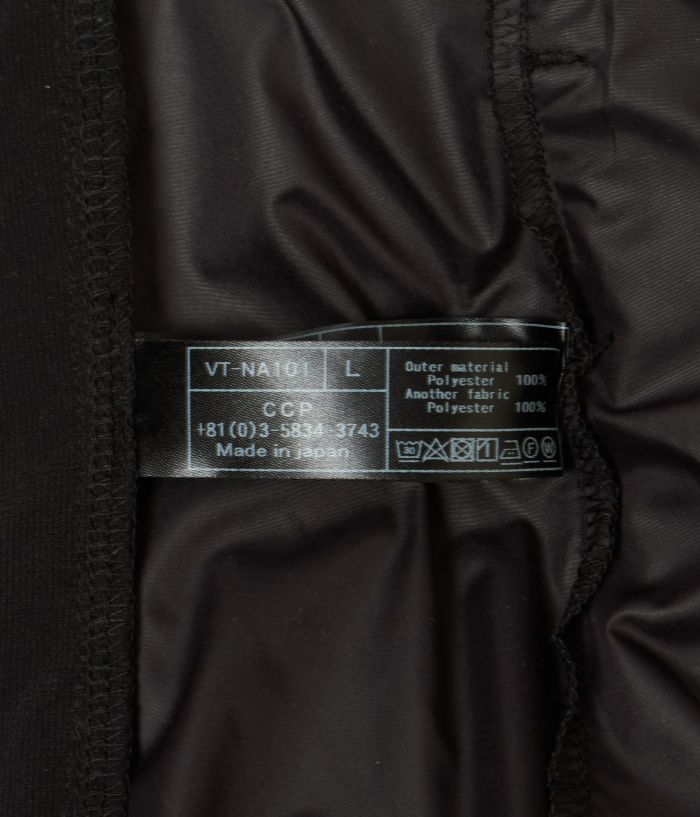 VT-NA101 L
CCP
+81(0)3-5834-3743
Made in japan
Outer material
Polyester 100%
Another fabric
Polyester 100%
30 F W